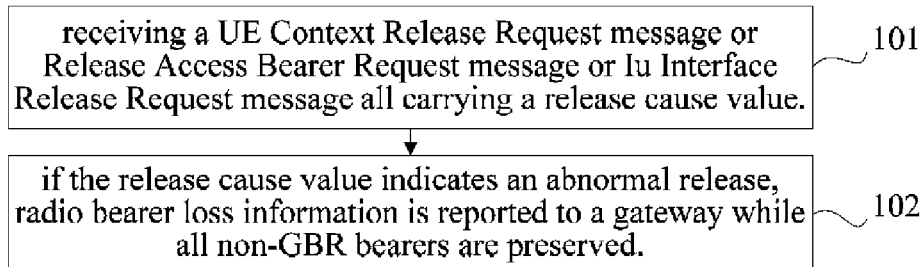 receiving a UE Context Release Request message or
Release Access Bearer Request message or Iu Interface
Release Request message all carrying a release cause value.
101
if the release cause value indicates an abnormal release,
radio bearer loss information is reported to a gateway while
all non-GBR bearers are preserved.
102